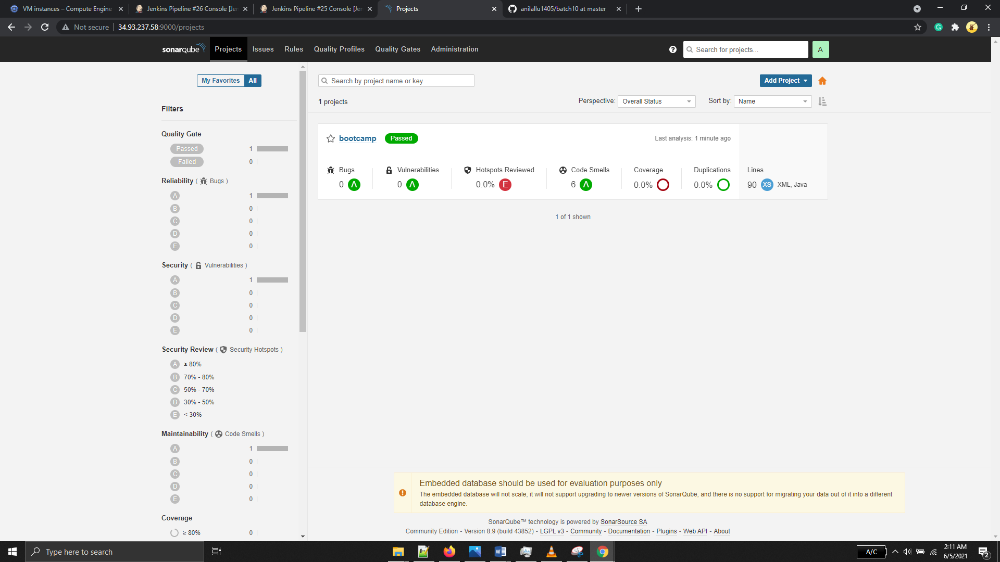 VM instances – Compute Engine
Jenkins Pipeline #26 Console [Jen
Jenkins Pipeline #25 Console [Jen
Projects
anilallu1405/batch10 at master
Not secure
34.93.237.58:9000/projects
sonarqube
Projects
Issues
Rules
Quality Profiles
Quality Gates
Administration
Search for projects...
A
My Favorites
All
Search by project name or key
Add Project
1 projects
Perspective:
Overall Status
Sort by:
Name
Filters
Quality Gate
Passed 1
Failed 0
Reliability ( Bugs )
A 1
B 0
C 0
D 0
E 0
Security ( Vulnerabilities )
A 1
B 0
C 0
D 0
E 0
Security Review ( Security Hotspots )
A ≥ 80%
B 70% - 80%
C 50% - 70%
D 30% - 50%
E < 30%
Maintainability ( Code Smells )
A 1
B 0
C 0
D 0
E 0
Coverage
≥ 80% 0
bootcamp
Passed
Last analysis: 1 minute ago
Bugs
0 A
Vulnerabilities
0 A
Hotspots Reviewed
0.0% E
Code Smells
6 A
Coverage
0.0%
Duplications
0.0%
Lines
90 XS XML, Java
1 of 1 shown
Embedded database should be used for evaluation purposes only
The embedded database will not scale, it will not support upgrading to newer versions of SonarQube, and there is no support for migrating your data out of it into a different
database engine.
SonarQube™ technology is powered by SonarSource SA
Community Edition - Version 8.9 (build 43852) - LGPL v3 - Community - Documentation - Plugins - Web API - About
Type here to search
A/C
2:11 AM
6/5/2021
2